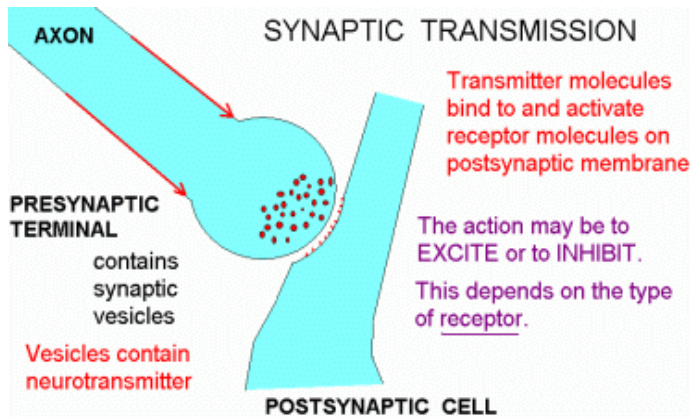 AXON
SYNAPTIC TRANSMISSION
Transmitter molecules
bind to and activate
receptor molecules on
postsynaptic membrane
PRESYNAPTIC
TERMINAL
contains
synaptic
vesicles
Vesicles contain
neurotransmitter
The action may be to
EXCITE or to INHIBIT.
This depends on the type
of receptor.
POSTSYNAPTIC CELL